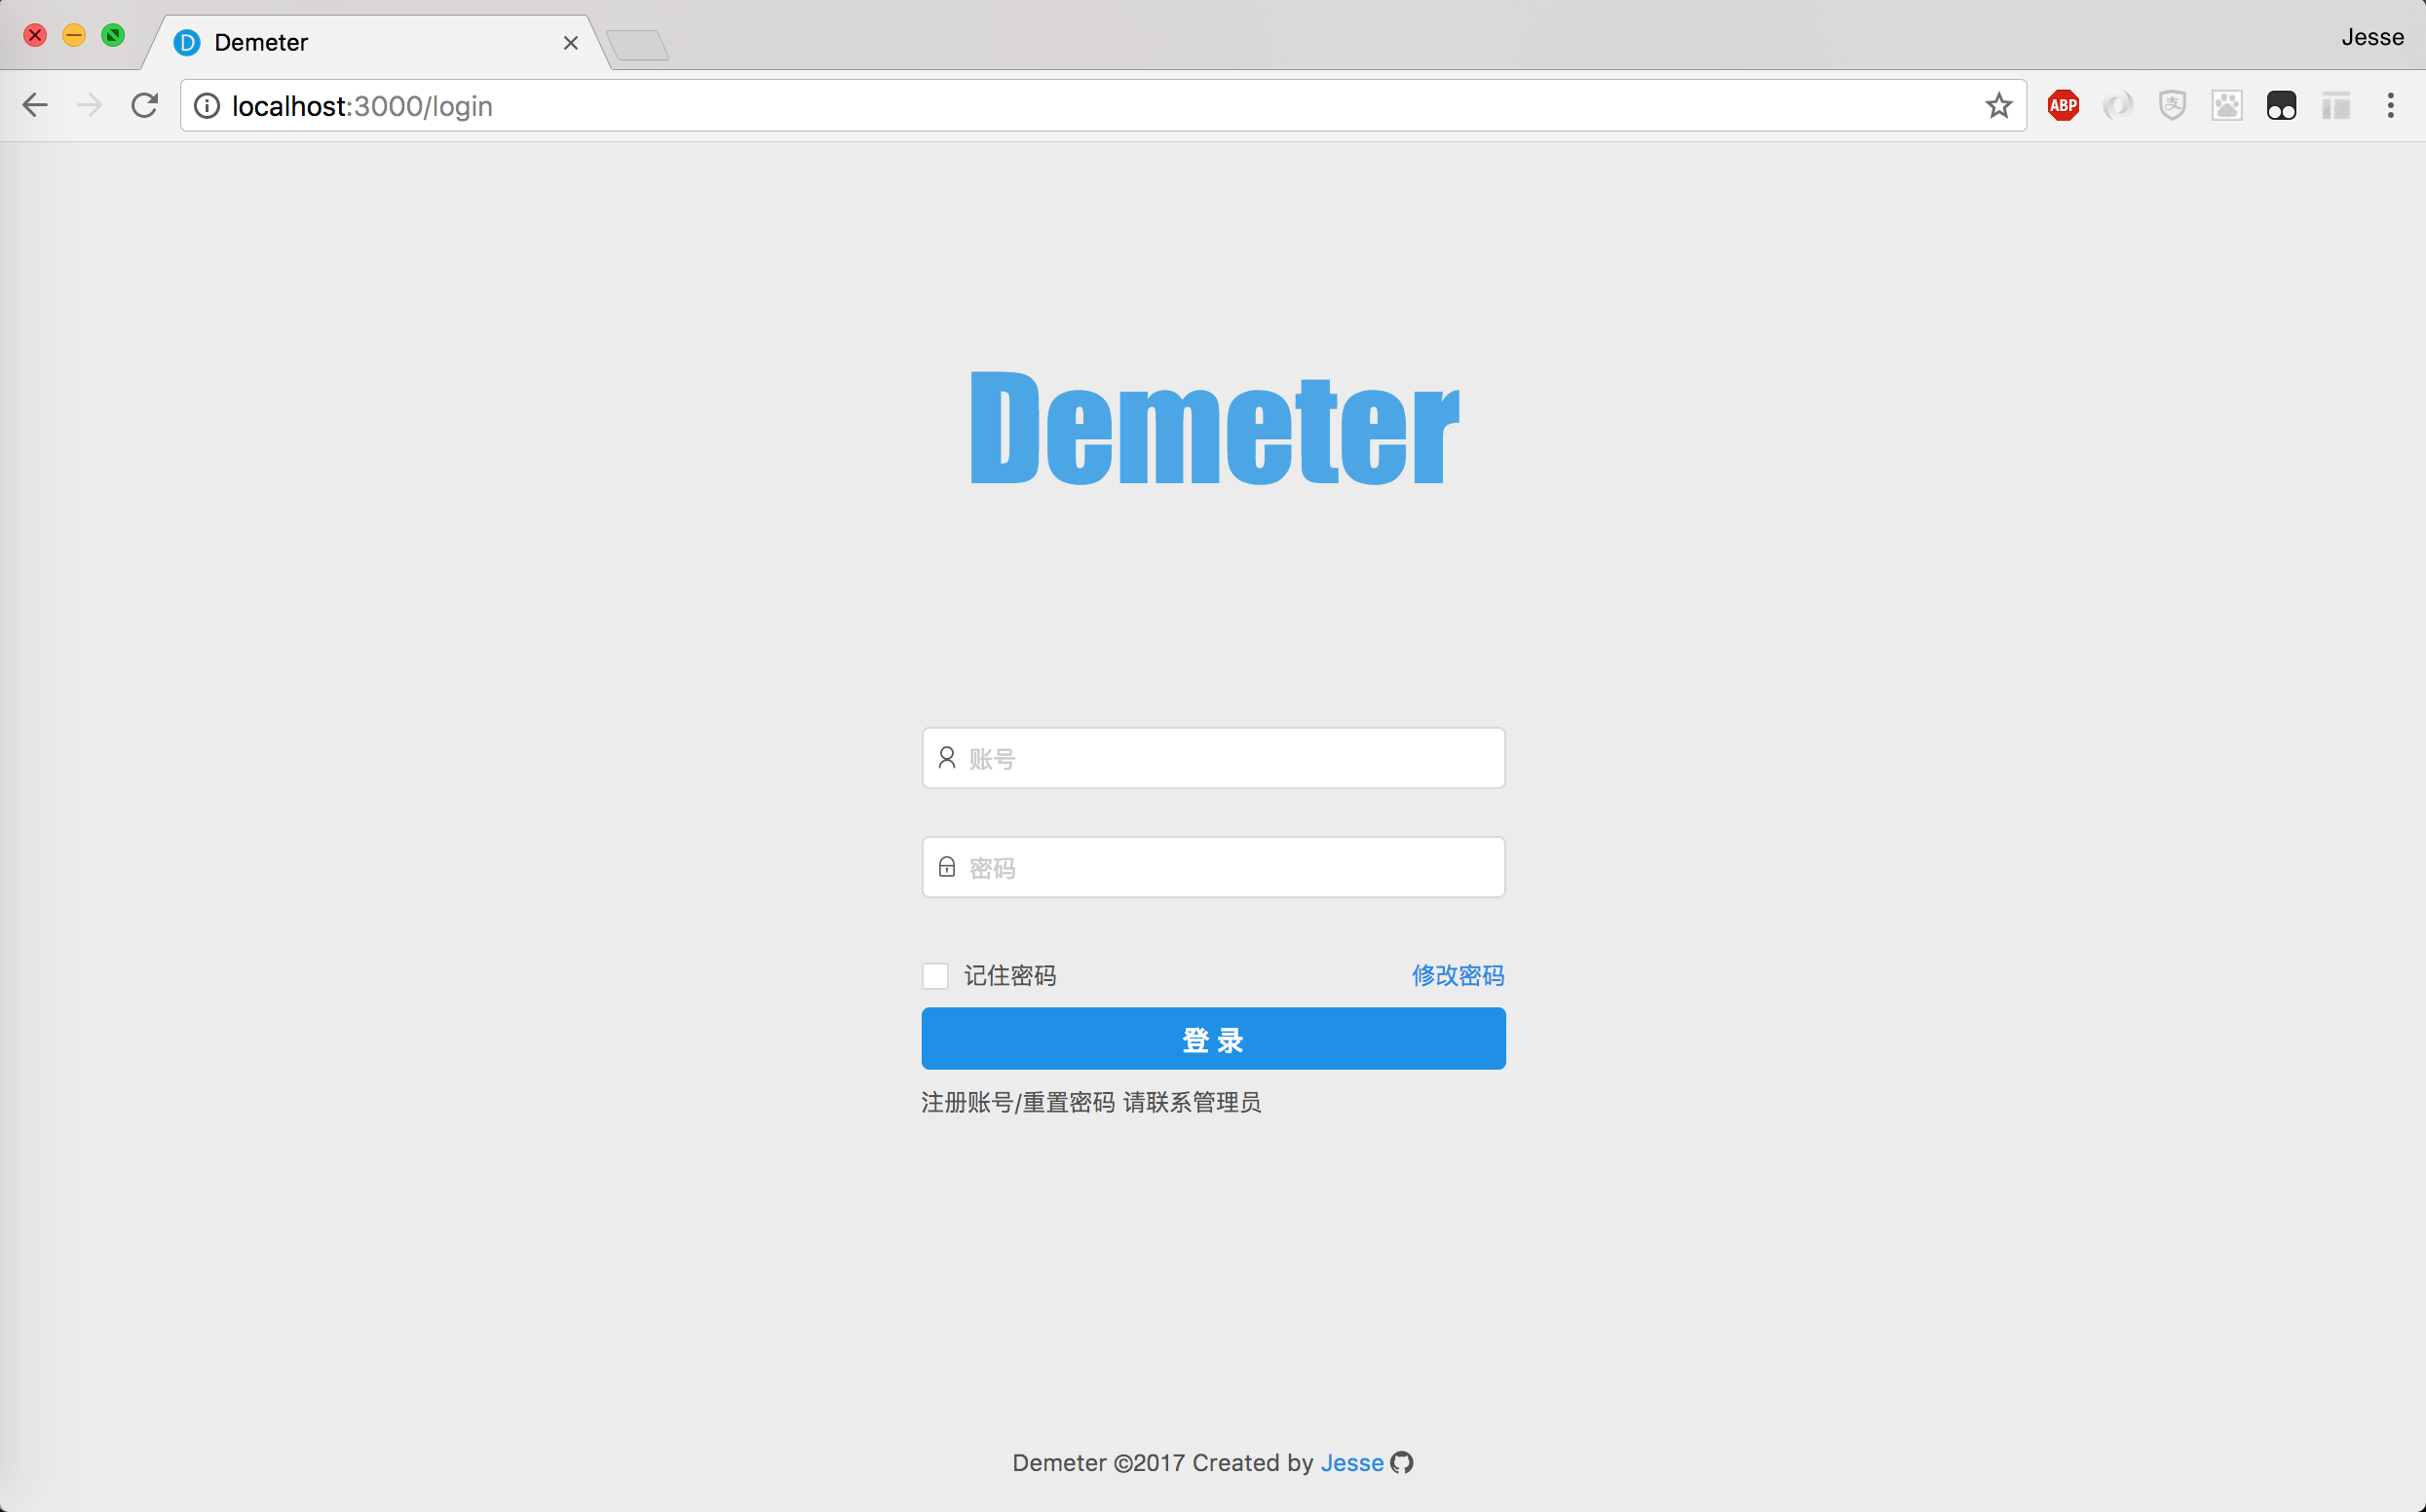 Demeter
Jesse
localhost:3000/login
ABP
支
Demeter
账号
密码
记住密码 修改密码
登 录
注册账号/重置密码 请联系管理员
Demeter ©2017 Created by Jesse